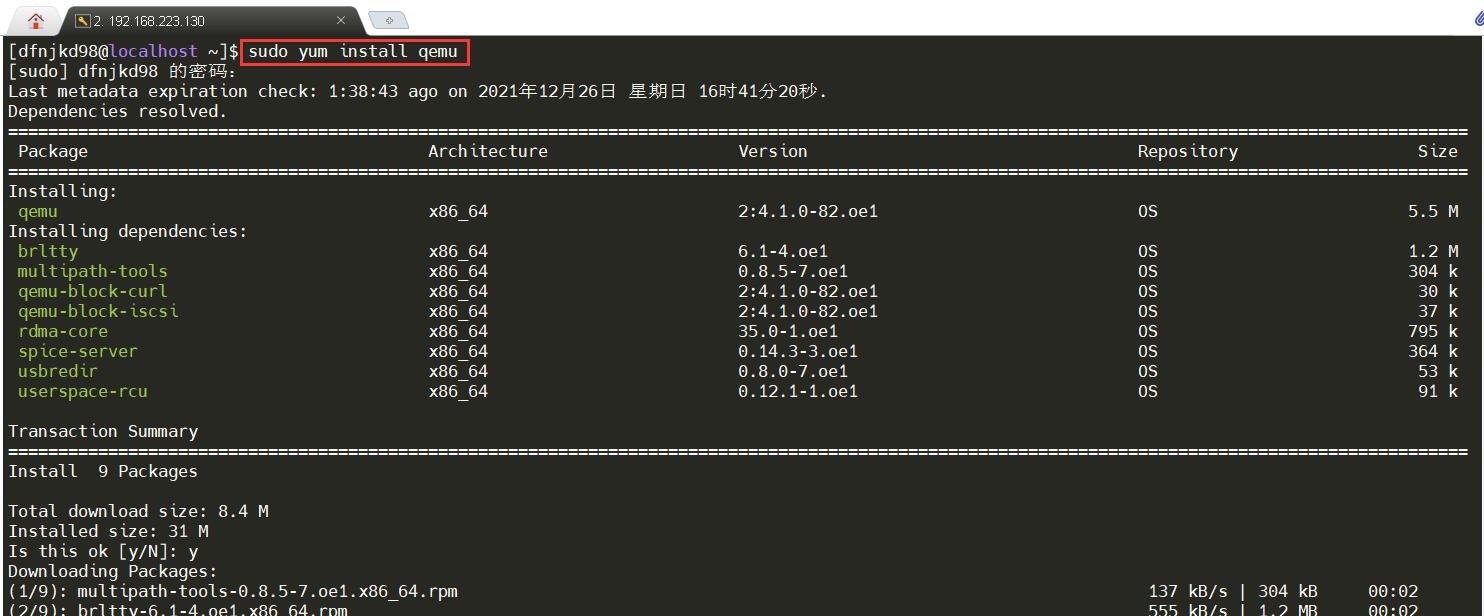 2. 192.168.223.130
[dfnjkd98@localhost ~]$ sudo yum install qemu
[sudo] dfnjkd98 的密码：
Last metadata expiration check: 1:38:43 ago on 2021年12月26日 星期日 16时41分20秒.
Dependencies resolved.
Package Architecture Version Repository Size
Installing:
qemu x86_64 2:4.1.0-82.oe1 OS 5.5 M
Installing dependencies:
brltty x86_64 6.1-4.oe1 OS 1.2 M
multipath-tools x86_64 0.8.5-7.oe1 OS 304 k
qemu-block-curl x86_64 2:4.1.0-82.oe1 OS 30 k
qemu-block-iscsi x86_64 2:4.1.0-82.oe1 OS 37 k
rdma-core x86_64 35.0-1.oe1 OS 795 k
spice-server x86_64 0.14.3-3.oe1 OS 364 k
usbredir x86_64 0.8.0-7.oe1 OS 53 k
userspace-rcu x86_64 0.12.1-1.oe1 OS 91 k
Transaction Summary
Install  9 Packages
Total download size: 8.4 M
Installed size: 31 M
Is this ok [y/N]: y
Downloading Packages:
(1/9): multipath-tools-0.8.5-7.oe1.x86_64.rpm 137 kB/s | 304 kB 00:02
(2/9): brltty-6.1-4.oe1.x86_64.rpm 555 kB/s | 1.2 MB 00:02